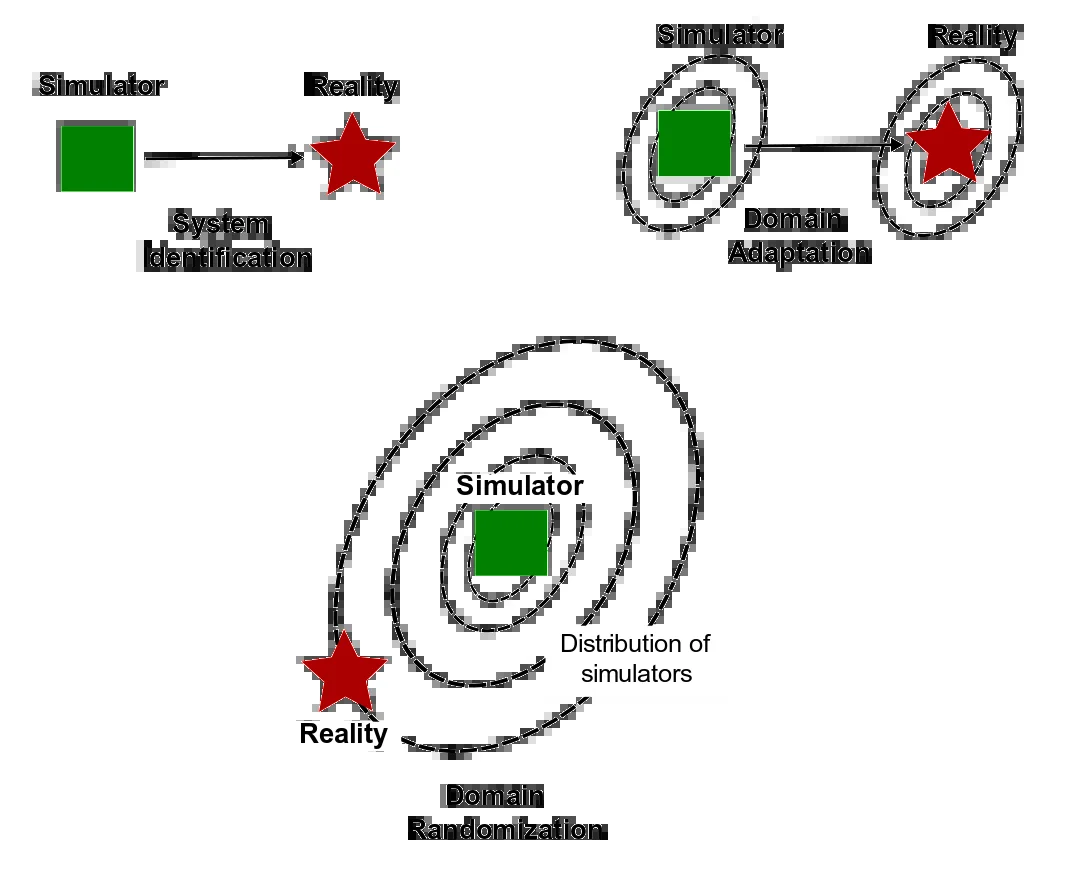 Simulator
Reality
System
Identification
Simulator
Reality
Domain
Adaptation
Simulator
Distribution of
simulators
Reality
Domain
Randomization